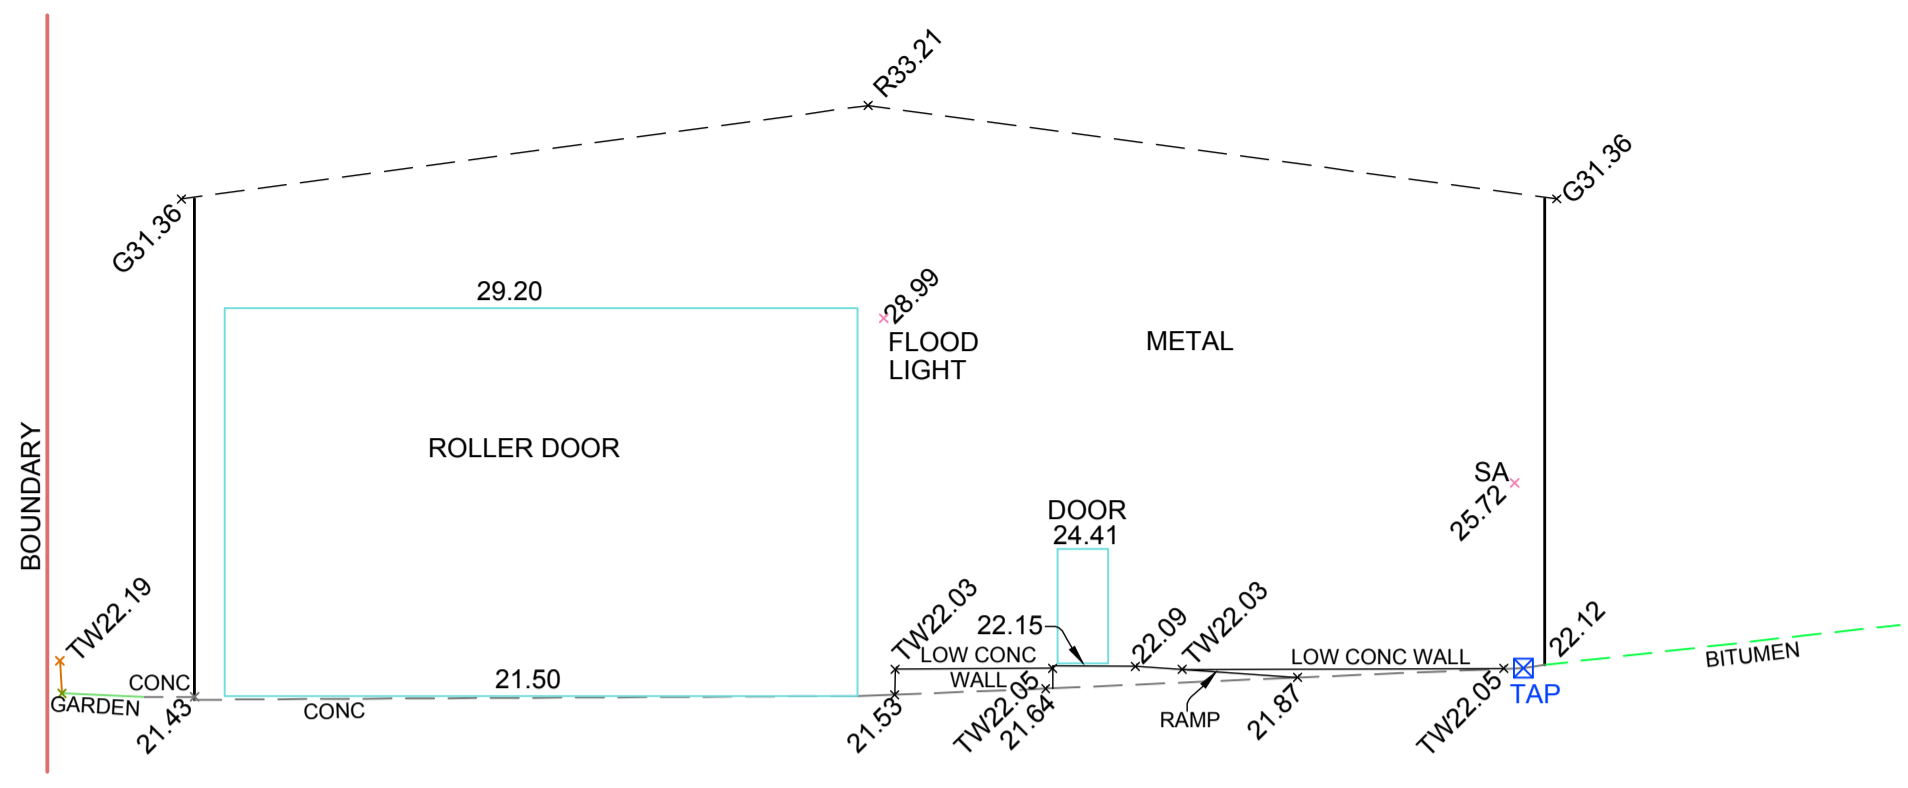 R33.21
G31.36
G31.36
29.20
28.99
FLOOD
LIGHT
METAL
BOUNDARY
ROLLER DOOR
SA
25.72
DOOR
24.41
TW22.19
TW22.03
22.15
22.09
TW22.03
22.12
LOW CONC
WALL
LOW CONC WALL
BITUMEN
CONC
21.50
GARDEN
CONC
21.43
21.53
TW22.05
21.64
RAMP
21.87
TW22.05
TAP